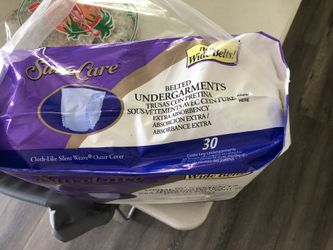 Sure Care
Wide Belts!
BELTED
UNDERGARMENTS
TRUSAS CON PRETINA
SOUS-VÊTEMENTS AVEC CEINTURE
EXTRA ABSORBENCY
ABSORCIÓN EXTRA /
ABSORBANCE EXTRA
HERE
30
Cloth-Like Silent Weave® Outer Cover